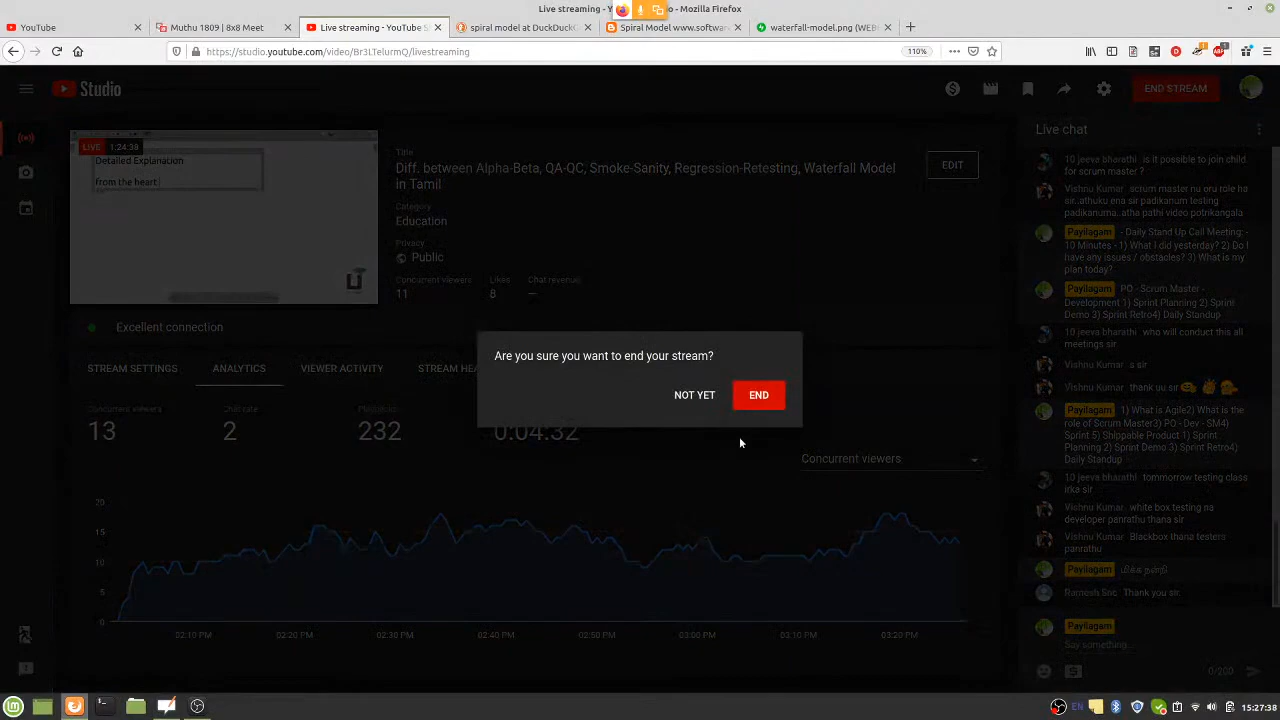 Live streaming - YouTube S
io - Mozilla Firefox
YouTube
Muthu 1809 | 8x8 Meet
Live streaming - YouTube S
spiral model at DuckDuckG
Spiral Model www.softwar
waterfall-model.png (WEB
https://studio.youtube.com/video/Br3LTelurmQ/livestreaming
110%
Studio
END STREAM
LIVE 1:24:38
Detailed Explanation
from the heart
Title
Diff. between Alpha-Beta, QA-QC, Smoke-Sanity, Regression-Retesting, Waterfall Model
in Tamil
EDIT
Category
Education
Privacy
Public
Concurrent viewers Likes Chat revenue
11 8 —
Excellent connection
STREAM SETTINGS ANALYTICS VIEWER ACTIVITY STREAM HEA
Are you sure you want to end your stream?
NOT YET END
Concurrent viewers Chat rate
13 2 232 0:04:32
Concurrent viewers
20
15
10
5
0
02:10 PM 02:20 PM 02:30 PM 02:40 PM 02:50 PM 03:00 PM 03:10 PM 03:20 PM
Live chat
10 jeeva bharathi is it possible to join child
for scrum master ?
Vishnu Kumar scrum master nu oru role ha
sir..athuku ena sir padikanum testing
padikanuma..atha pathi video potrikangala
Payilagam - Daily Stand Up Call Meeting: -
10 Minutes - 1) What I did yesterday? 2) Do I
have any issues / obstacles? 3) What is my
plan today?
Payilagam PO - Scrum Master -
Development 1) Sprint Planning 2) Sprint
Demo 3) Sprint Retro4) Daily Standup
10 jeeva bharathi who will conduct this all
meetings sir
Vishnu Kumar s sir
Vishnu Kumar thank uu sir
Payilagam 1) What is Agile2) What is the
role of Scrum Master3) PO - Dev - SM4)
Sprint 5) Shippable Product 1) Sprint
Planning 2) Sprint Demo 3) Sprint Retro4)
Daily Standup
10 jeeva bharathi tommorrow testing class
irka sir
Vishnu Kumar white box testing na
developer panrathu thana sir
Vishnu Kumar Blackbox thana testers
panrathu
Payilagam மிக்க நன்றி
Ramesh Snc Thank you sir
Payilagam
Say something...
0/200
EN
15:27:38